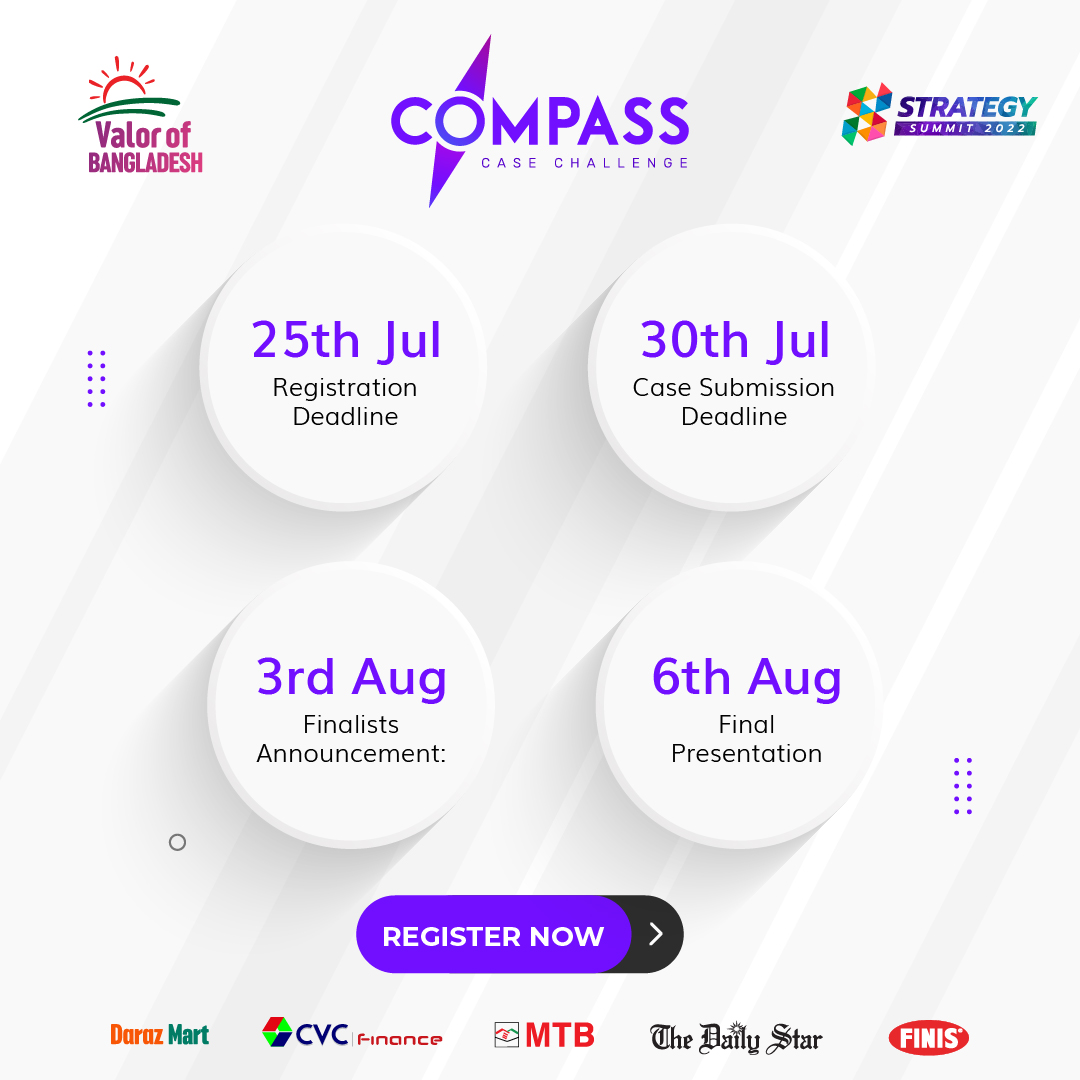 Valor of
BANGLADESH
COMPASS
CASE CHALLENGE
STRATEGY
SUMMIT 2022
25th Jul
Registration
Deadline
30th Jul
Case Submission
Deadline
3rd Aug
Finalists
Announcement:
6th Aug
Final
Presentation
REGISTER NOW
Daraz Mart
CVC Finance
MTB
The Daily Star
FINIS